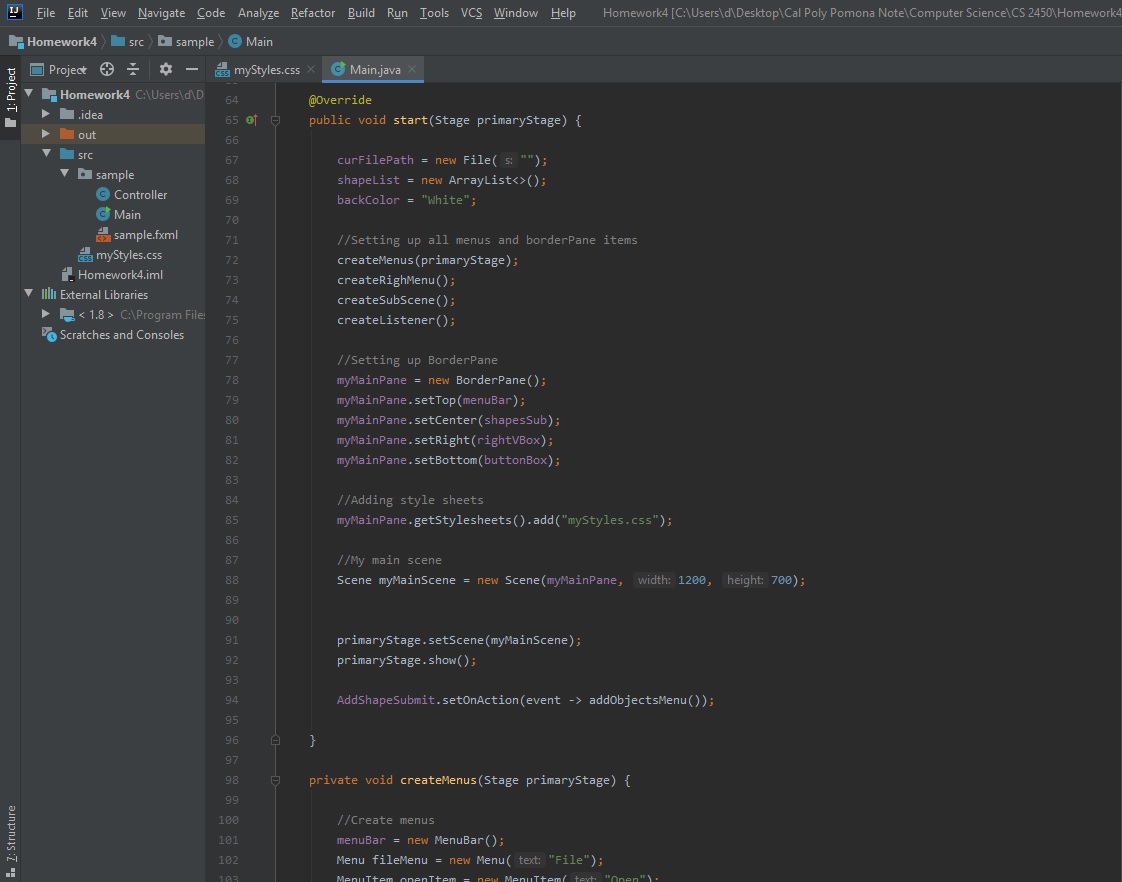 File Edit View Navigate Code Analyze Refactor Build Run Tools VCS Window Help Homework4 [C:\Users\d\Desktop\Cal Poly Pomona Note\Computer Science\CS 2450\Homework4
Homework4 src sample Main
1: Project
Project myStyles.css Main.java
Homework4 C:\Users\d\D
.idea
out
src
sample
Controller
Main
sample.fxml
myStyles.css
Homework4.iml
External Libraries
< 1.8 > C:\Program Files
Scratches and Consoles
Z: Structure
64 @Override
65 public void start(Stage primaryStage) {
66
67 curFilePath = new File( s: "");
68 shapeList = new ArrayList<>();
69 backColor = "White";
70
71 //Setting up all menus and borderPane items
72 createMenus(primaryStage);
73 createRighMenu();
74 createSubScene();
75 createListener();
76
77 //Setting up BorderPane
78 myMainPane = new BorderPane();
79 myMainPane.setTop(menuBar);
80 myMainPane.setCenter(shapesSub);
81 myMainPane.setRight(rightVBox);
82 myMainPane.setBottom(buttonBox);
83
84 //Adding style sheets
85 myMainPane.getStylesheets().add("myStyles.css");
86
87 //My main scene
88 Scene myMainScene = new Scene(myMainPane, width: 1200, height: 700);
89
90
91 primaryStage.setScene(myMainScene);
92 primaryStage.show();
93
94 AddShapeSubmit.setOnAction(event -> addObjectsMenu());
95
96 }
97
98 private void createMenus(Stage primaryStage) {
99
100 //Create menus
101 menuBar = new MenuBar();
102 Menu fileMenu = new Menu( text: "File");
103 MenuItem openItem = new MenuItem( text: "Open");